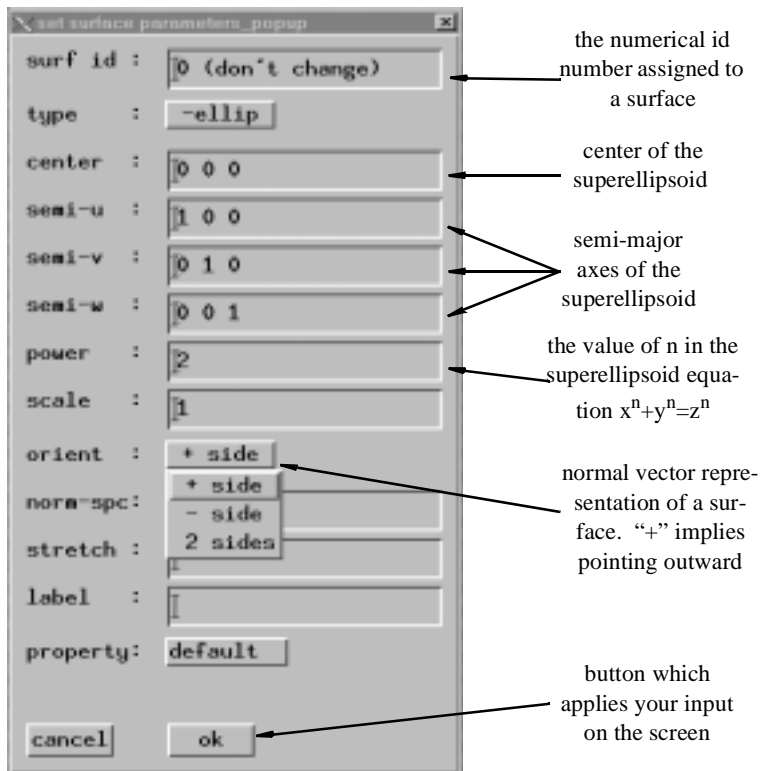 set surface parameters_popup
surf id : 0 (don't change)
type : -ellip
center : 0 0 0
semi-u : 1 0 0
semi-v : 0 1 0
semi-w : 0 0 1
power : 2
scale : 1
orient : + side
+ side
norm-spc:
- side
2 sides
stretch :
label :
property: default
cancel ok
the numerical id
number assigned to
a surface
center of the
superellipsoid
semi-major
axes of the
superellipsoid
the value of n in the
superellipsoid equa-
tion xⁿ+yⁿ=zⁿ
normal vector repre-
sentation of a sur-
face. “+” implies
pointing outward
button which
applies your input
on the screen